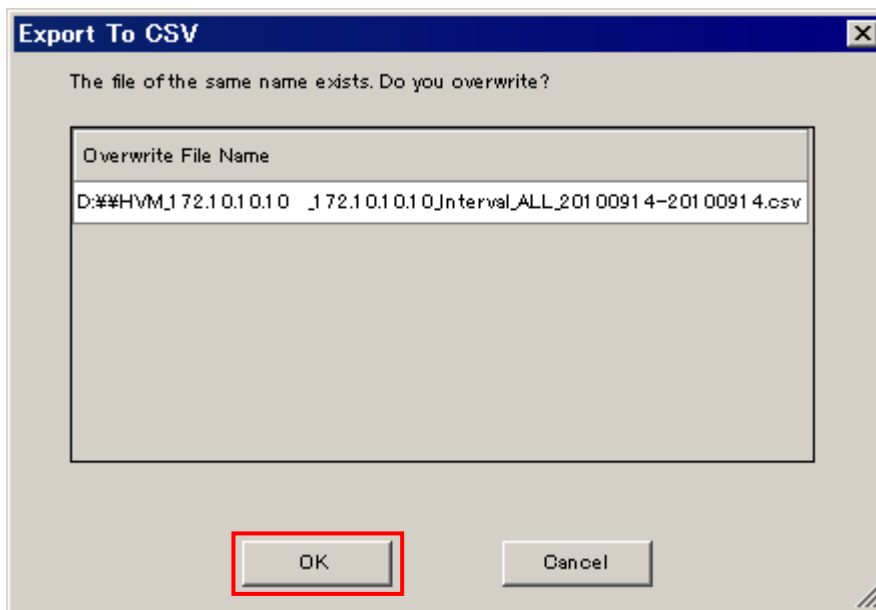 Export To CSV
The file of the same name exists. Do you overwrite?
Overwrite File Name
D:¥¥HVM_172.10.10.10 _172.10.10.10_Interval_ALL_20100914-20100914.csv
OK
Cancel